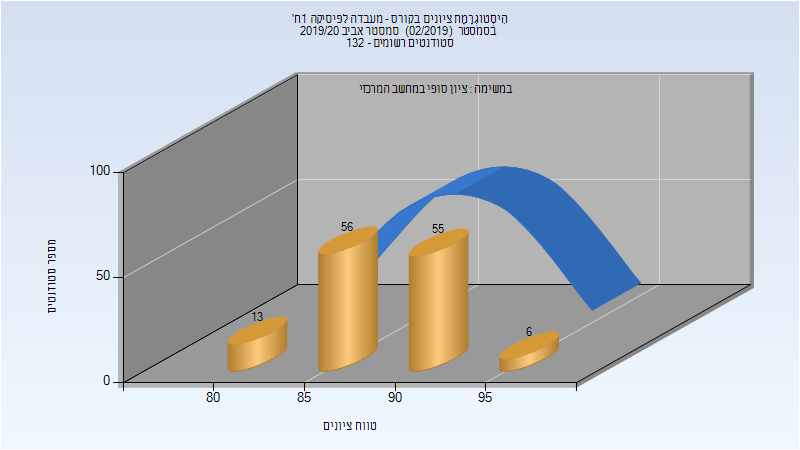 היסטוגרמת ציונים בקורס - מעבדה לפיסיקה 1ח'
בסמסטר (02/2019) סמסטר אביב 2019/20
סטודנטים רשומים - 132
במשימה : ציון סופי במחשב המרכזי
100
50
0
מספר סטודנטים
13
56
55
6
80
85
90
95
טווח ציונים